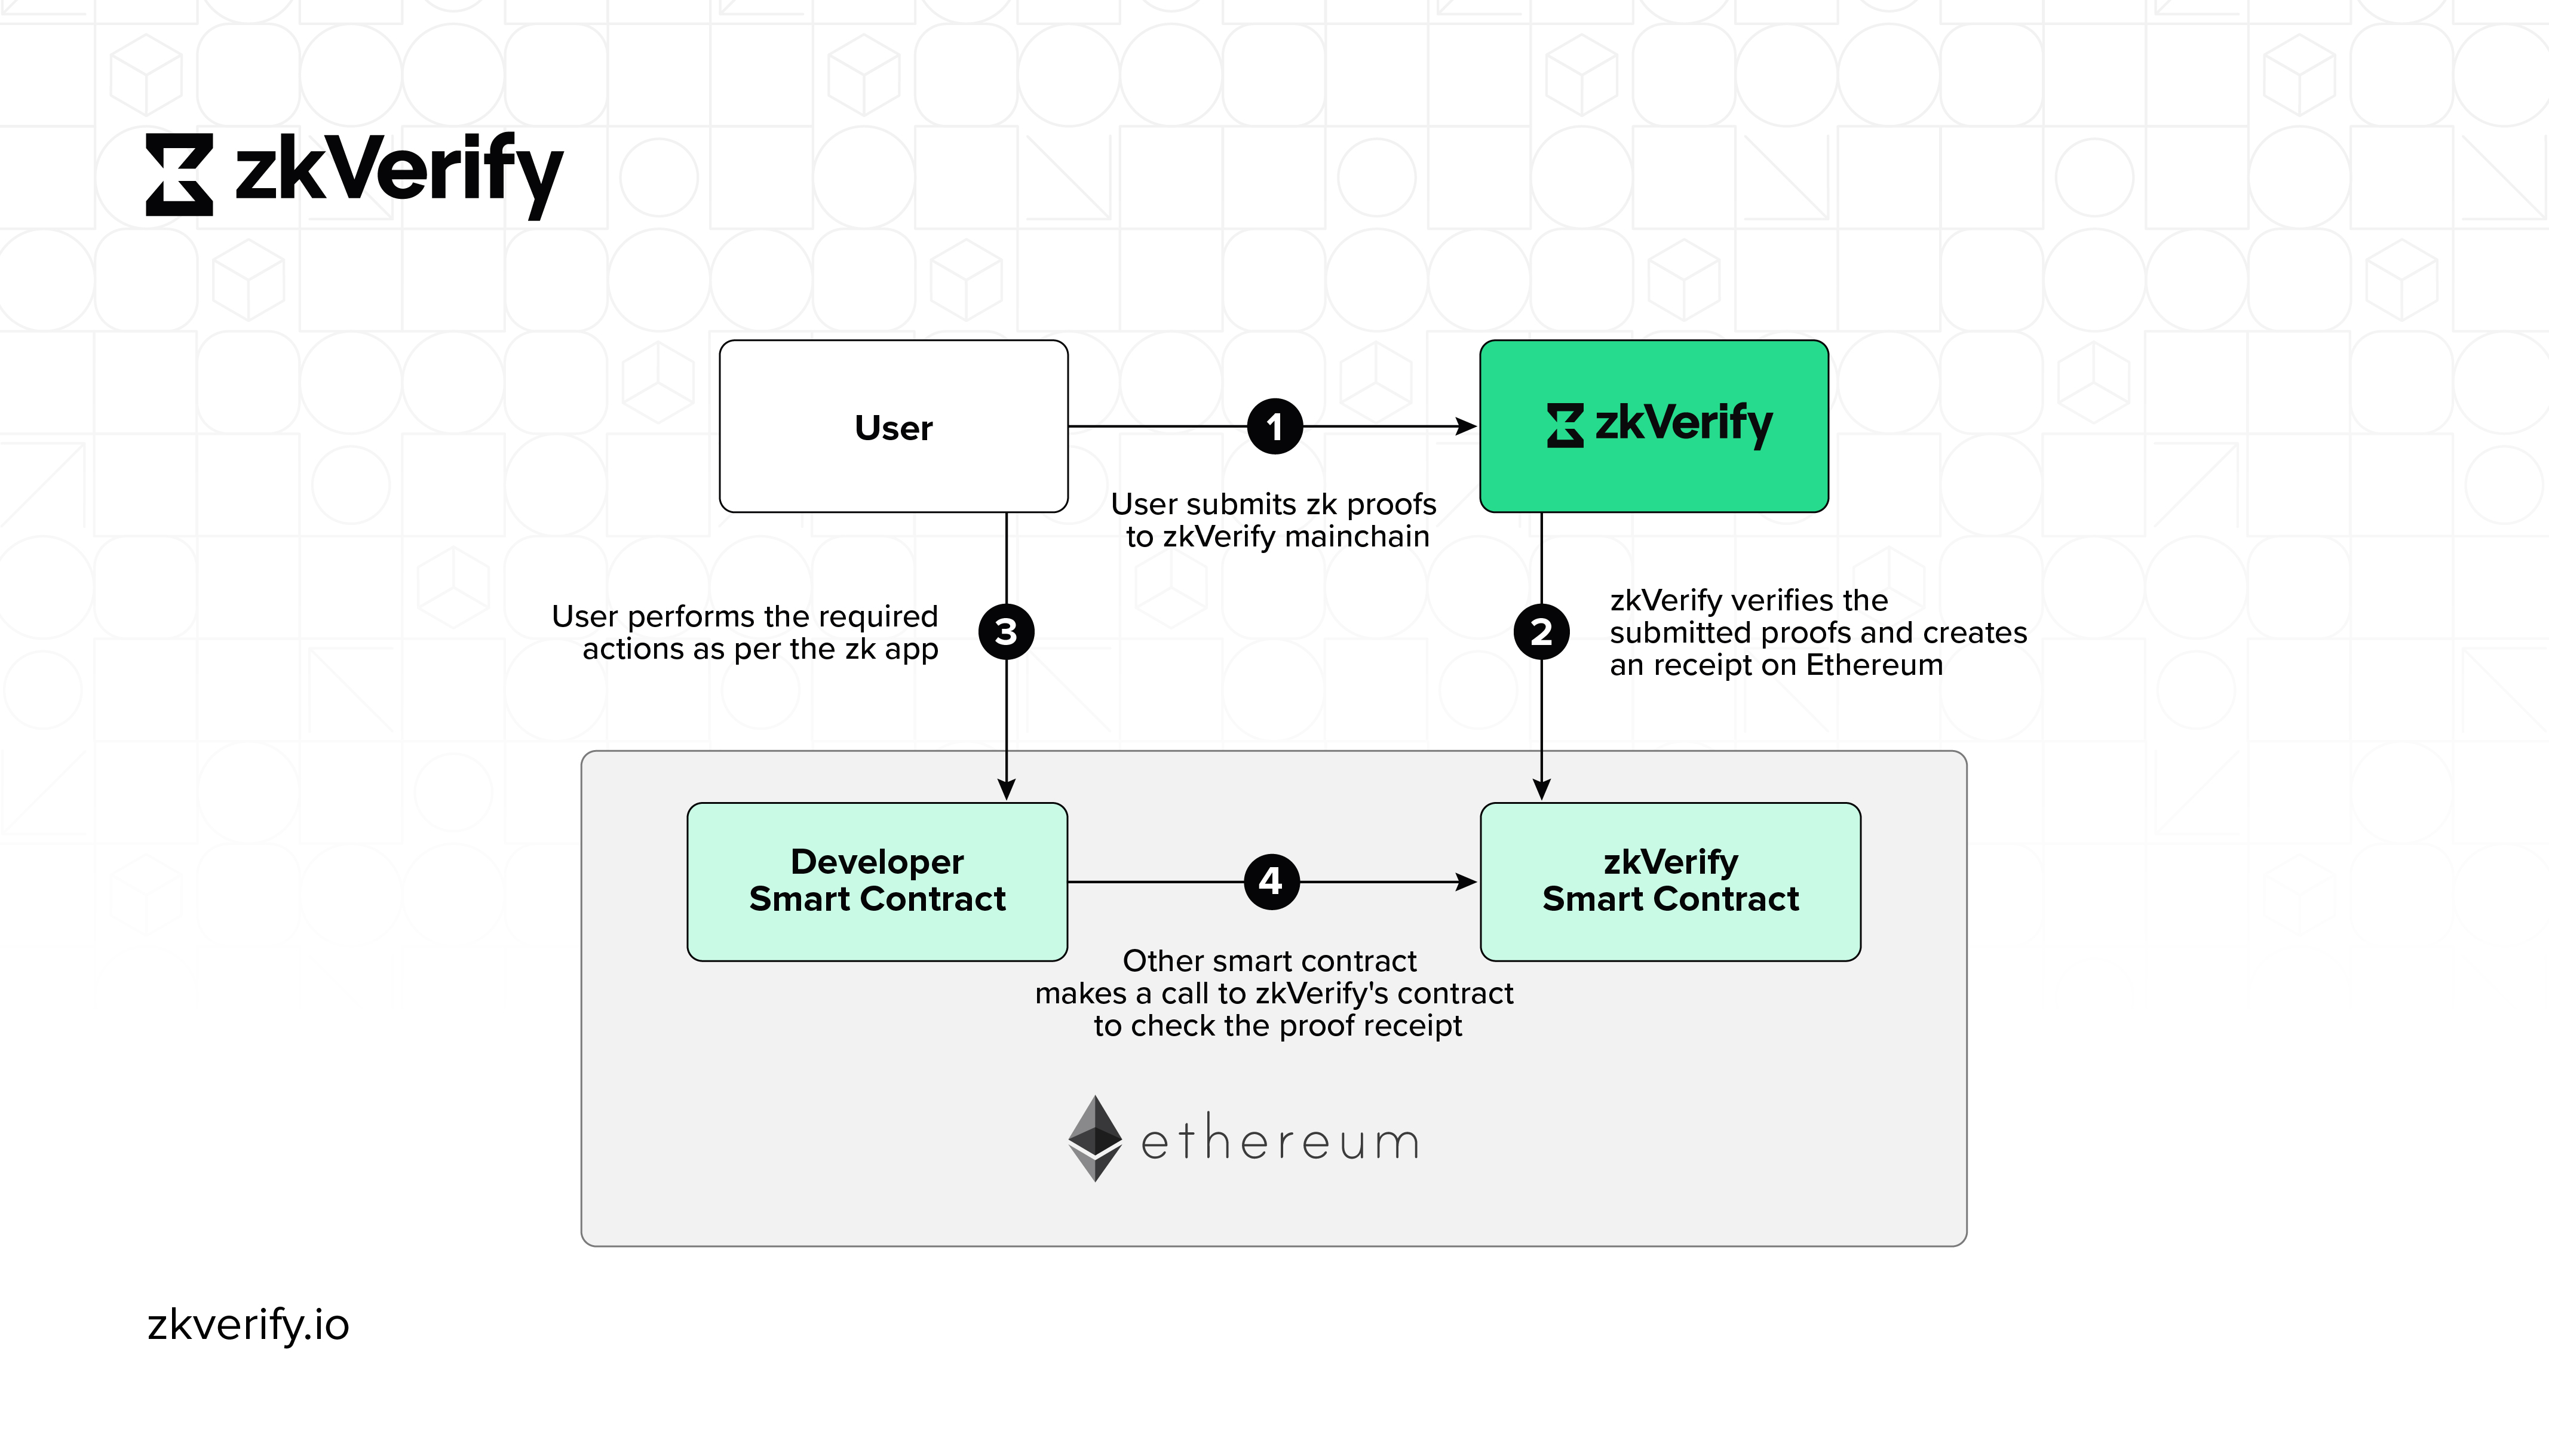 zkVerify
User
1
zkVerify
User submits zk proofs
to zkVerify mainchain
User performs the required
actions as per the zk app
3
2
zkVerify verifies the
submitted proofs and creates
an receipt on Ethereum
Developer
Smart Contract
4
zkVerify
Smart Contract
Other smart contract
makes a call to zkVerify's contract
to check the proof receipt
ethereum
zkverify.io